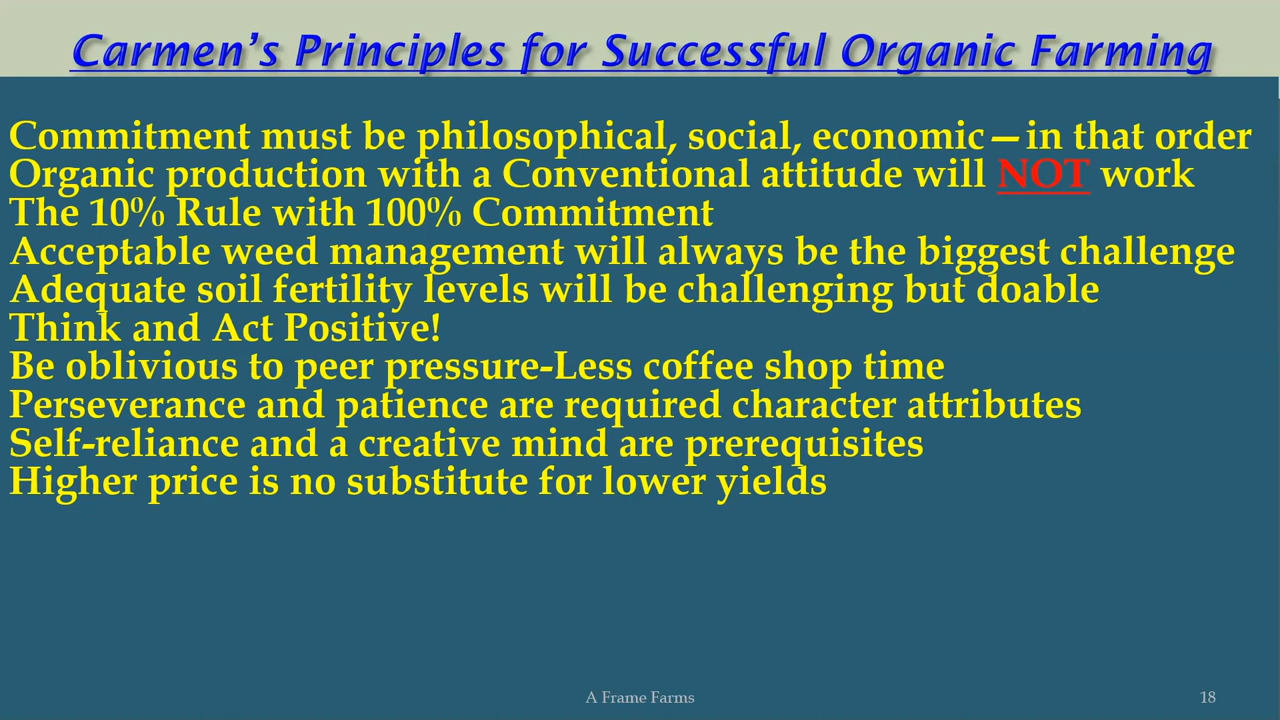 Carmen’s Principles for Successful Organic Farming
Commitment must be philosophical, social, economic—in that order
Organic production with a Conventional attitude will NOT work
The 10% Rule with 100% Commitment
Acceptable weed management will always be the biggest challenge
Adequate soil fertility levels will be challenging but doable
Think and Act Positive!
Be oblivious to peer pressure-Less coffee shop time
Perseverance and patience are required character attributes
Self-reliance and a creative mind are prerequisites
Higher price is no substitute for lower yields
A Frame Farms
18